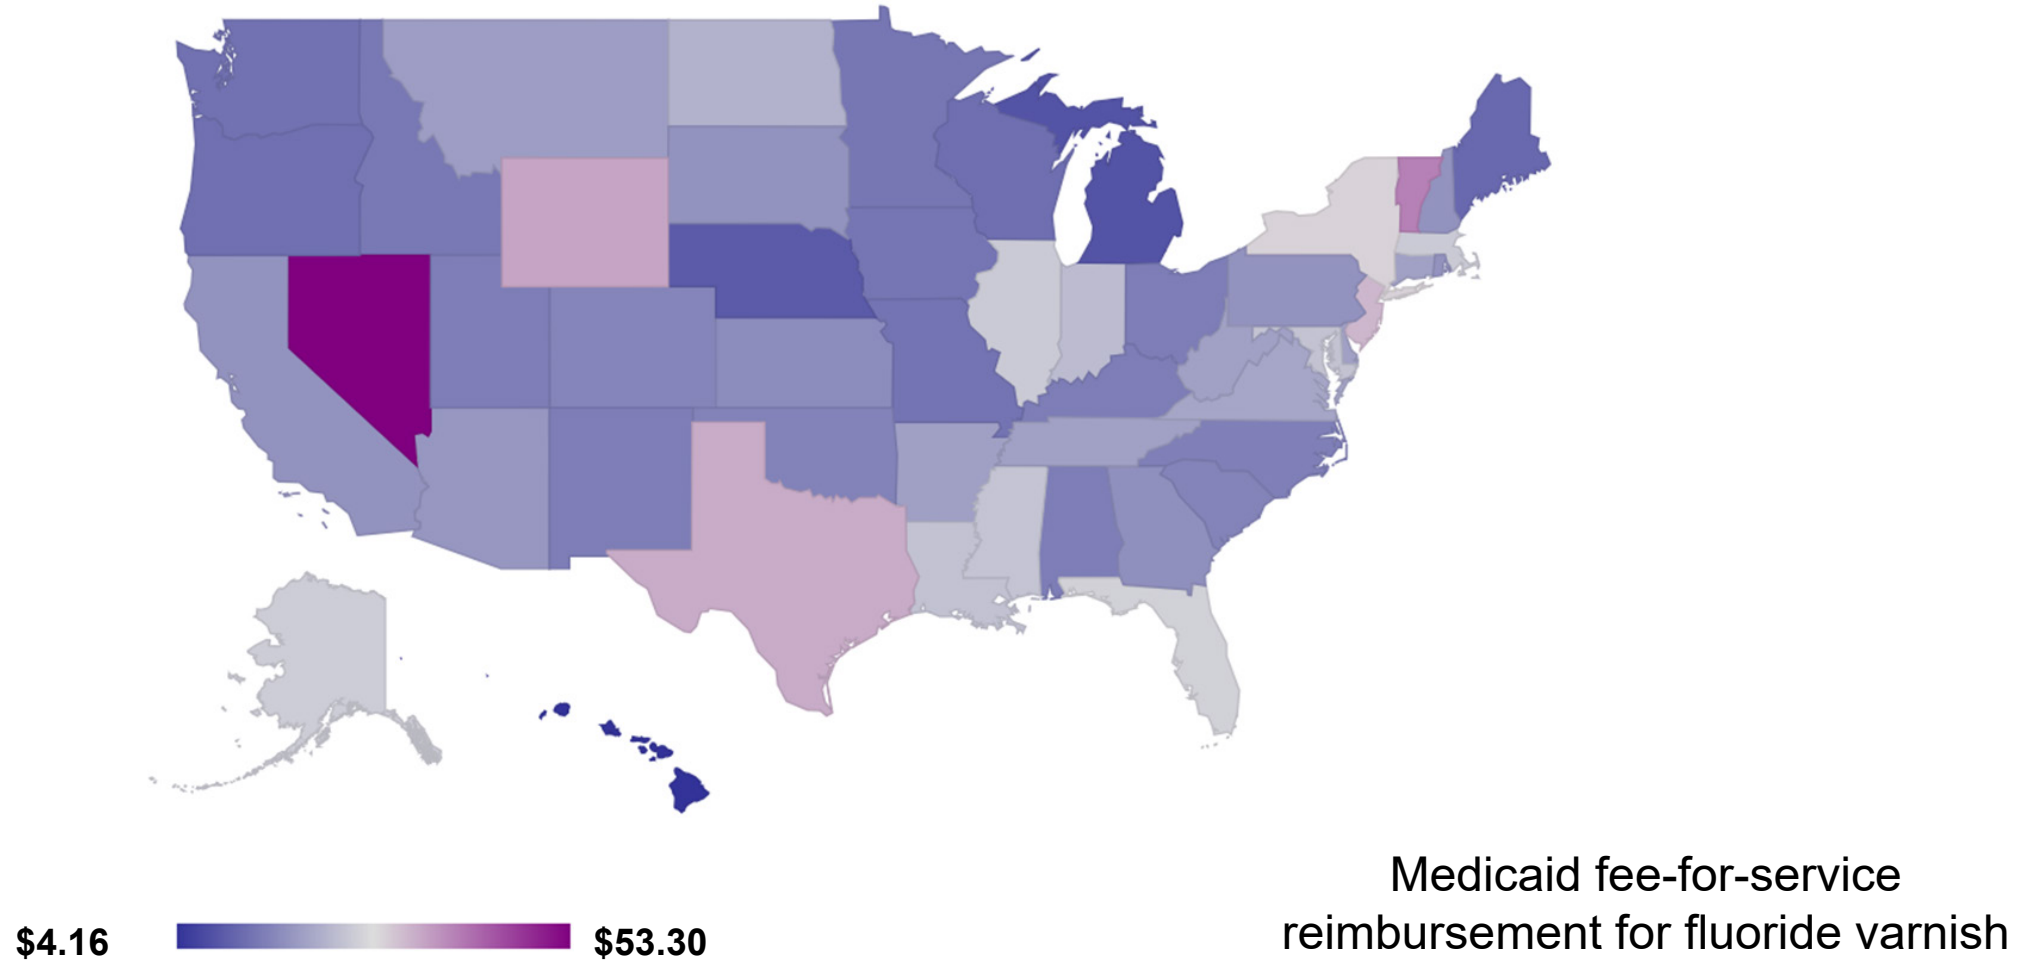 $4.16
$53.30
Medicaid fee-for-service
reimbursement for fluoride varnish